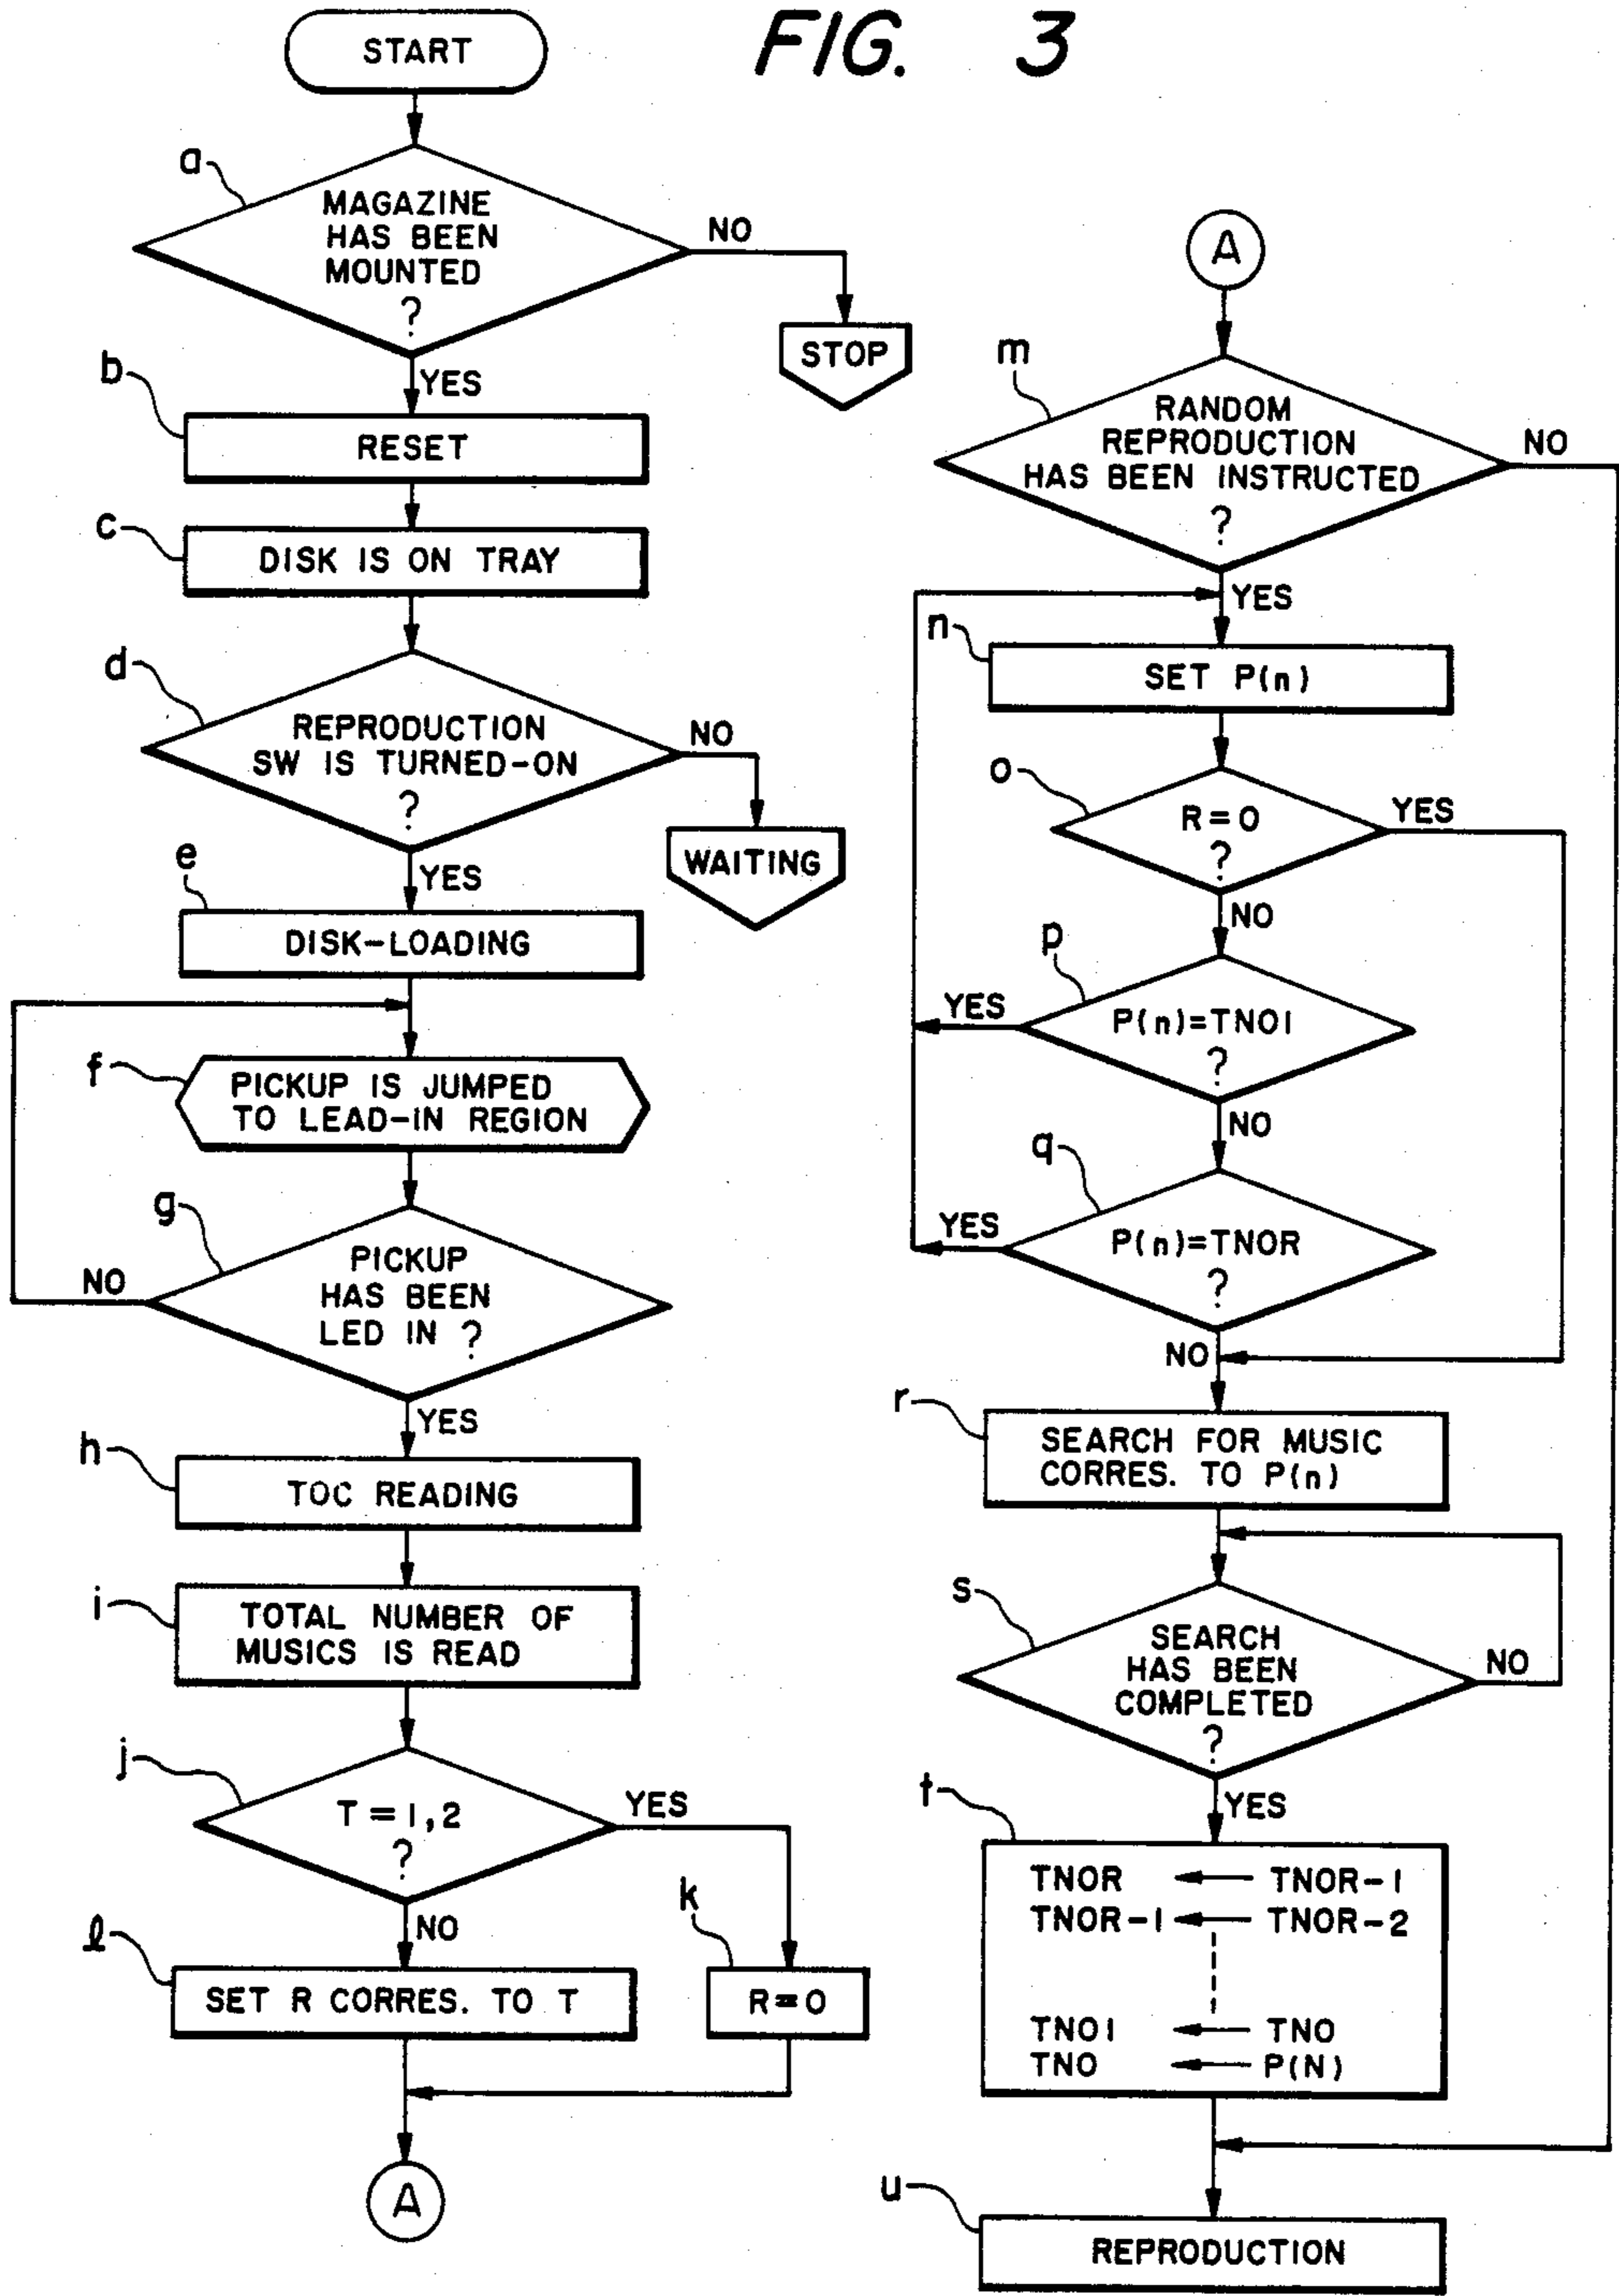 FIG. 3
START
a
MAGAZINE
HAS BEEN
MOUNTED
?
NO
STOP
YES
b
RESET
c
DISK IS ON TRAY
d
REPRODUCTION
SW IS TURNED-ON
?
NO
WAITING
YES
e
DISK-LOADING
f
PICKUP IS JUMPED
TO LEAD-IN REGION
g
PICKUP
HAS BEEN
LED IN ?
NO
YES
h
TOC READING
i
TOTAL NUMBER OF
MUSICS IS READ
j
T = 1, 2
?
YES
NO
k
R=0
l
SET R CORRES. TO T
A
A
m
RANDOM
REPRODUCTION
HAS BEEN INSTRUCTED
?
NO
YES
n
SET P(n)
o
R=0
?
YES
NO
p
P(n)=TNO1
?
YES
NO
q
P(n)=TNOR
?
YES
NO
r
SEARCH FOR MUSIC
CORRES. TO P(n)
s
SEARCH
HAS BEEN
COMPLETED
?
NO
YES
t
TNOR ← TNOR-1
TNOR-1 ← TNOR-2
TNO1 ← TNO
TNO ← P(N)
u
REPRODUCTION